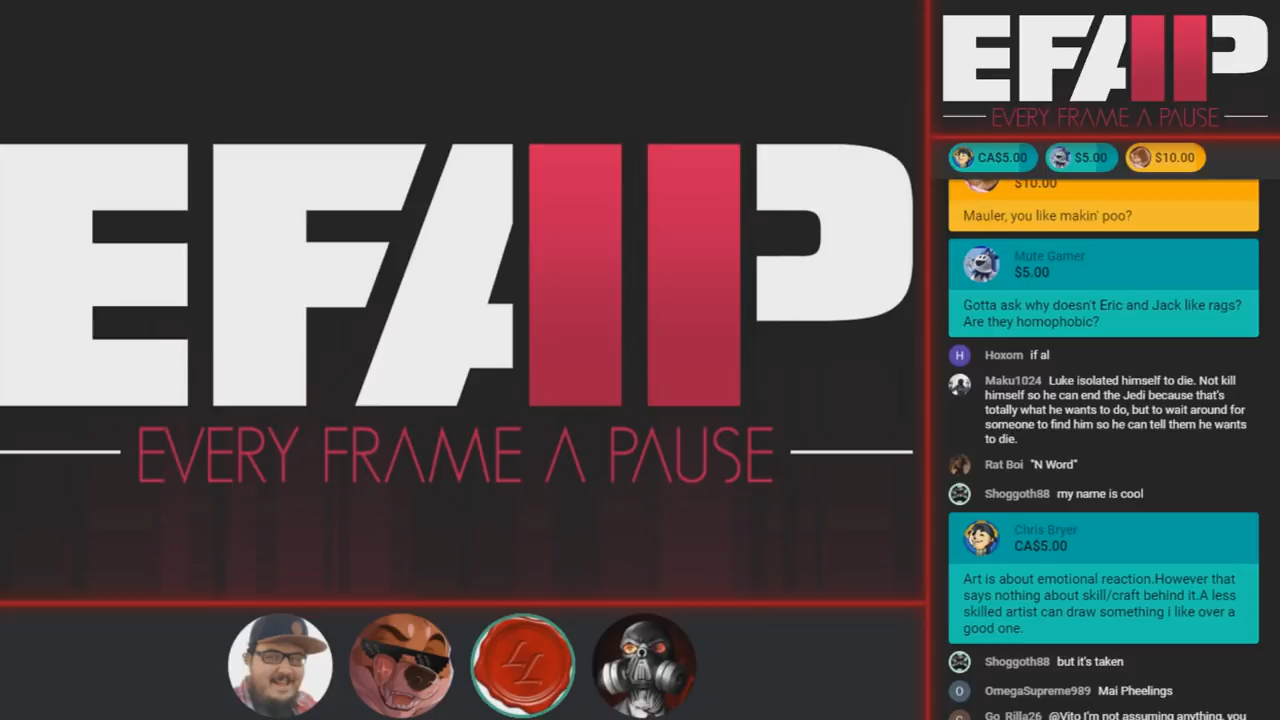 EFAP
EVERY FRAME A PAUSE
LL
EFAP
EVERY FRAME A PAUSE
CA$5.00
$5.00
$10.00
$10.00
Mauler, you like makin' poo?
Mute Gamer
$5.00
Gotta ask why doesn't Eric and Jack like rags?
Are they homophobic?
H
Hoxom if al
Maku1024 Luke isolated himself to die. Not kill
himself so he can end the Jedi because that's
totally what he wants to do, but to wait around for
someone to find him so he can tell them he wants
to die.
Rat Boi "N Word"
Shoggoth88 my name is cool
Chris Bryer
CA$5.00
Art is about emotional reaction.However that
says nothing about skill/craft behind it.A less
skilled artist can draw something i like over a
good one.
Shoggoth88 but it's taken
O
OmegaSupreme989 Mai Pheelings
Go_Rilla26 @Vito I'm not assuming anything, you